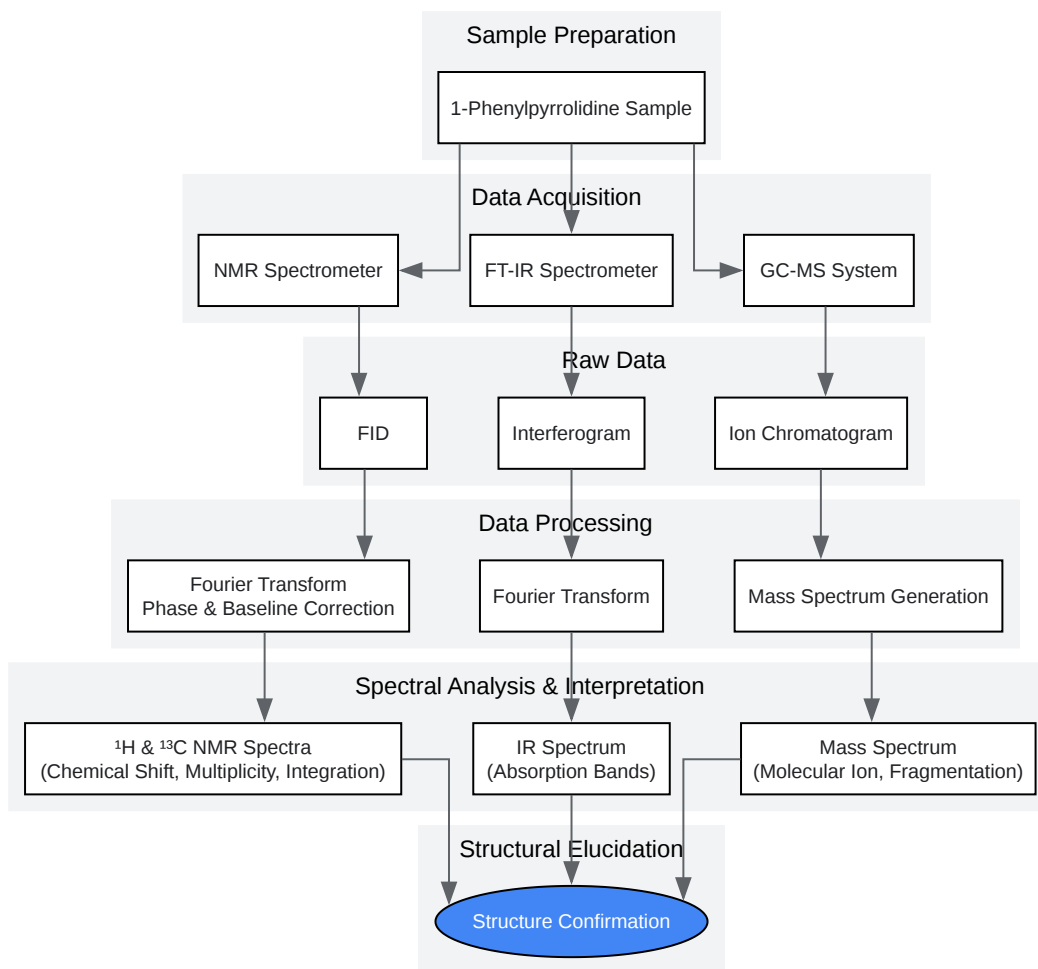 Sample Preparation
1-Phenylpyrrolidine Sample
Data Acquisition
NMR Spectrometer
FT-IR Spectrometer
GC-MS System
Raw Data
FID
Interferogram
Ion Chromatogram
Data Processing
Fourier Transform
Phase & Baseline Correction
Fourier Transform
Mass Spectrum Generation
Spectral Analysis & Interpretation
¹H & ¹³C NMR Spectra
(Chemical Shift, Multiplicity, Integration)
IR Spectrum
(Absorption Bands)
Mass Spectrum
(Molecular Ion, Fragmentation)
Structural Elucidation
Structure Confirmation